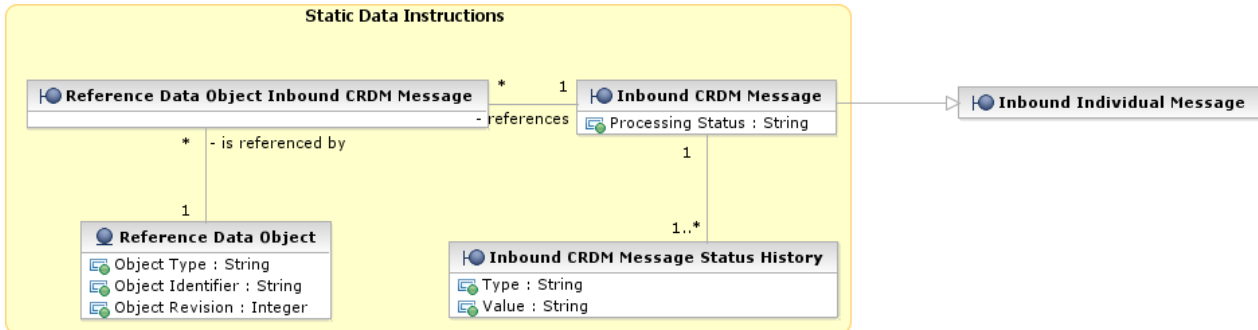 Static Data Instructions
Reference Data Object Inbound CRDM Message
*
1
- references
Inbound CRDM Message
Processing Status : String
Inbound Individual Message
*
- is referenced by
1
1
1..*
Reference Data Object
Object Type : String
Object Identifier : String
Object Revision : Integer
Inbound CRDM Message Status History
Type : String
Value : String